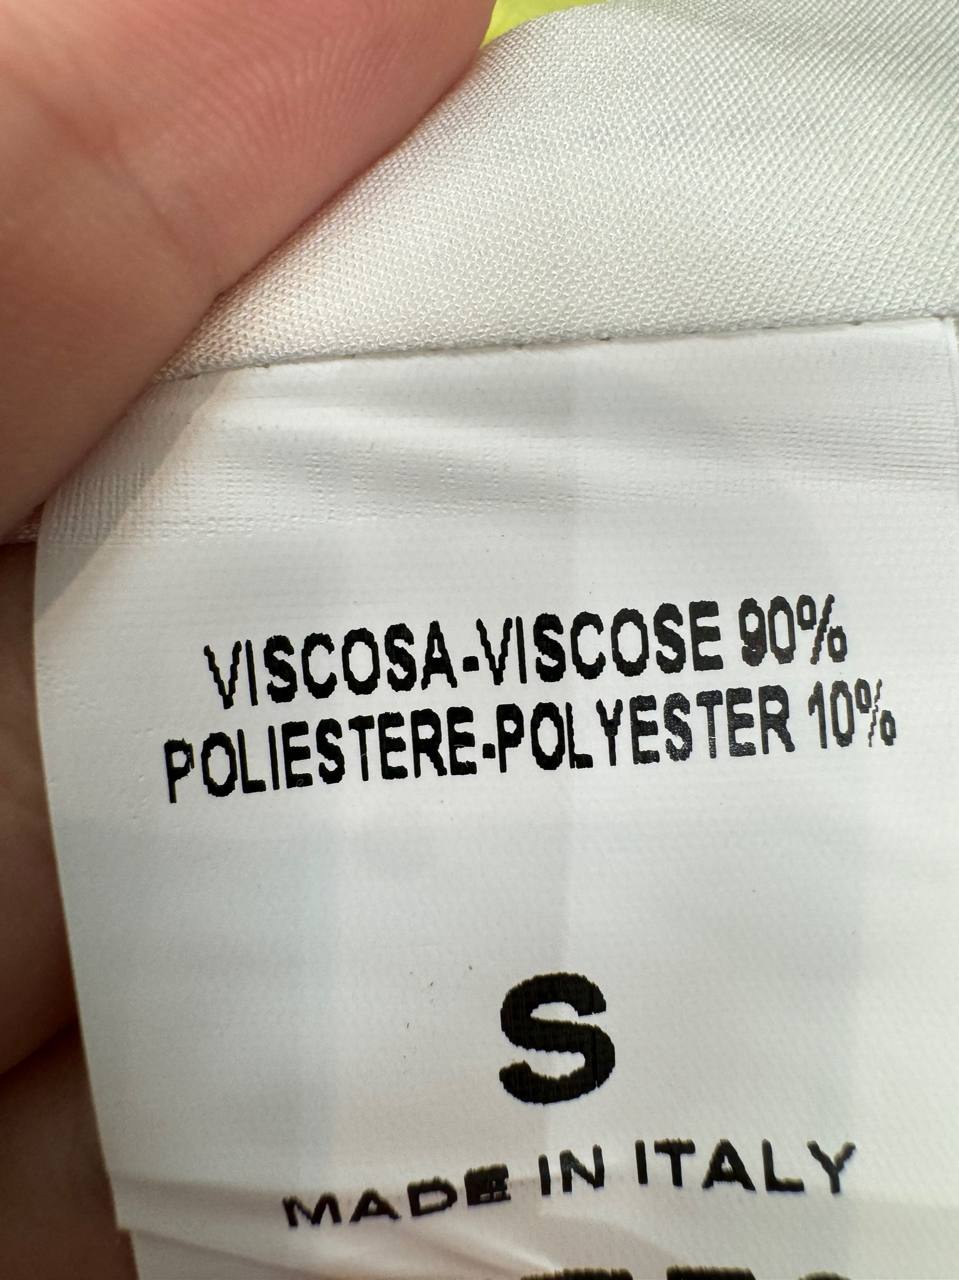 VISCOSA-VISCOSE 90%
POLIESTERE-POLYESTER 10%
S
MADE IN ITALY